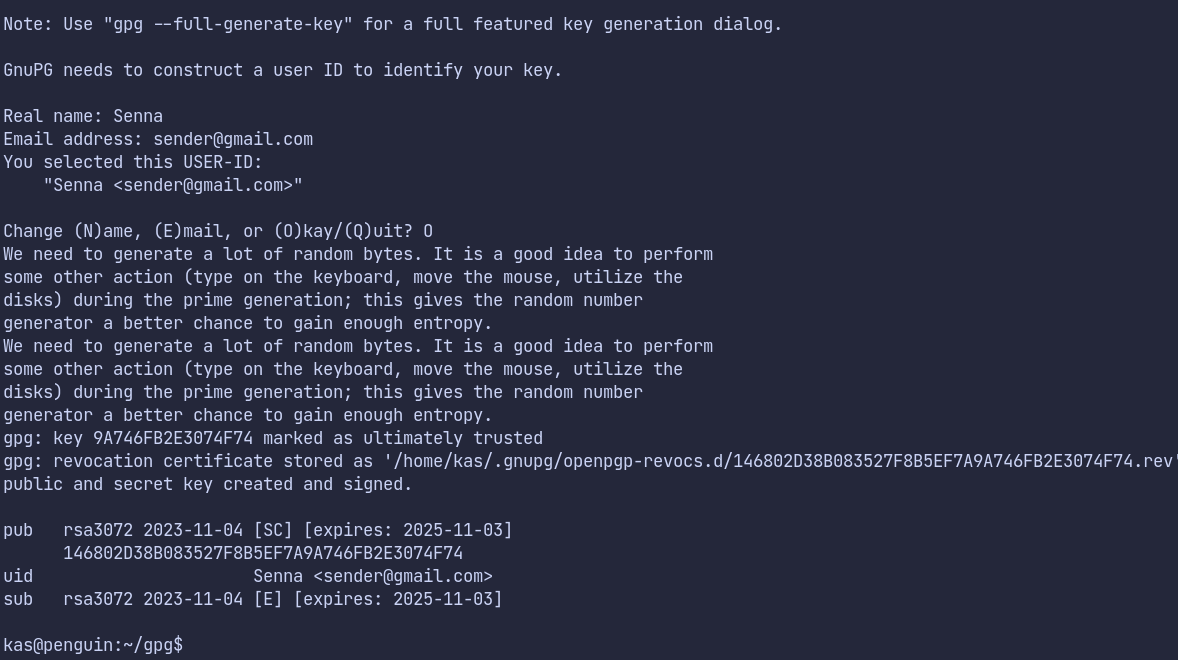 Note: Use "gpg --full-generate-key" for a full featured key generation dialog.
GnuPG needs to construct a user ID to identify your key.
Real name: Senna
Email address: sender@gmail.com
You selected this USER-ID:
    "Senna <sender@gmail.com>"
Change (N)ame, (E)mail, or (O)kay/(Q)uit? O
We need to generate a lot of random bytes. It is a good idea to perform
some other action (type on the keyboard, move the mouse, utilize the
disks) during the prime generation; this gives the random number
generator a better chance to gain enough entropy.
We need to generate a lot of random bytes. It is a good idea to perform
some other action (type on the keyboard, move the mouse, utilize the
disks) during the prime generation; this gives the random number
generator a better chance to gain enough entropy.
gpg: key 9A746FB2E3074F74 marked as ultimately trusted
gpg: revocation certificate stored as '/home/kas/.gnupg/openpgp-revocs.d/146802D38B083527F8B5EF7A9A746FB2E3074F74.rev'
public and secret key created and signed.
pub   rsa3072 2023-11-04 [SC] [expires: 2025-11-03]
      146802D38B083527F8B5EF7A9A746FB2E3074F74
uid                      Senna <sender@gmail.com>
sub   rsa3072 2023-11-04 [E] [expires: 2025-11-03]
kas@penguin:~/gpg$